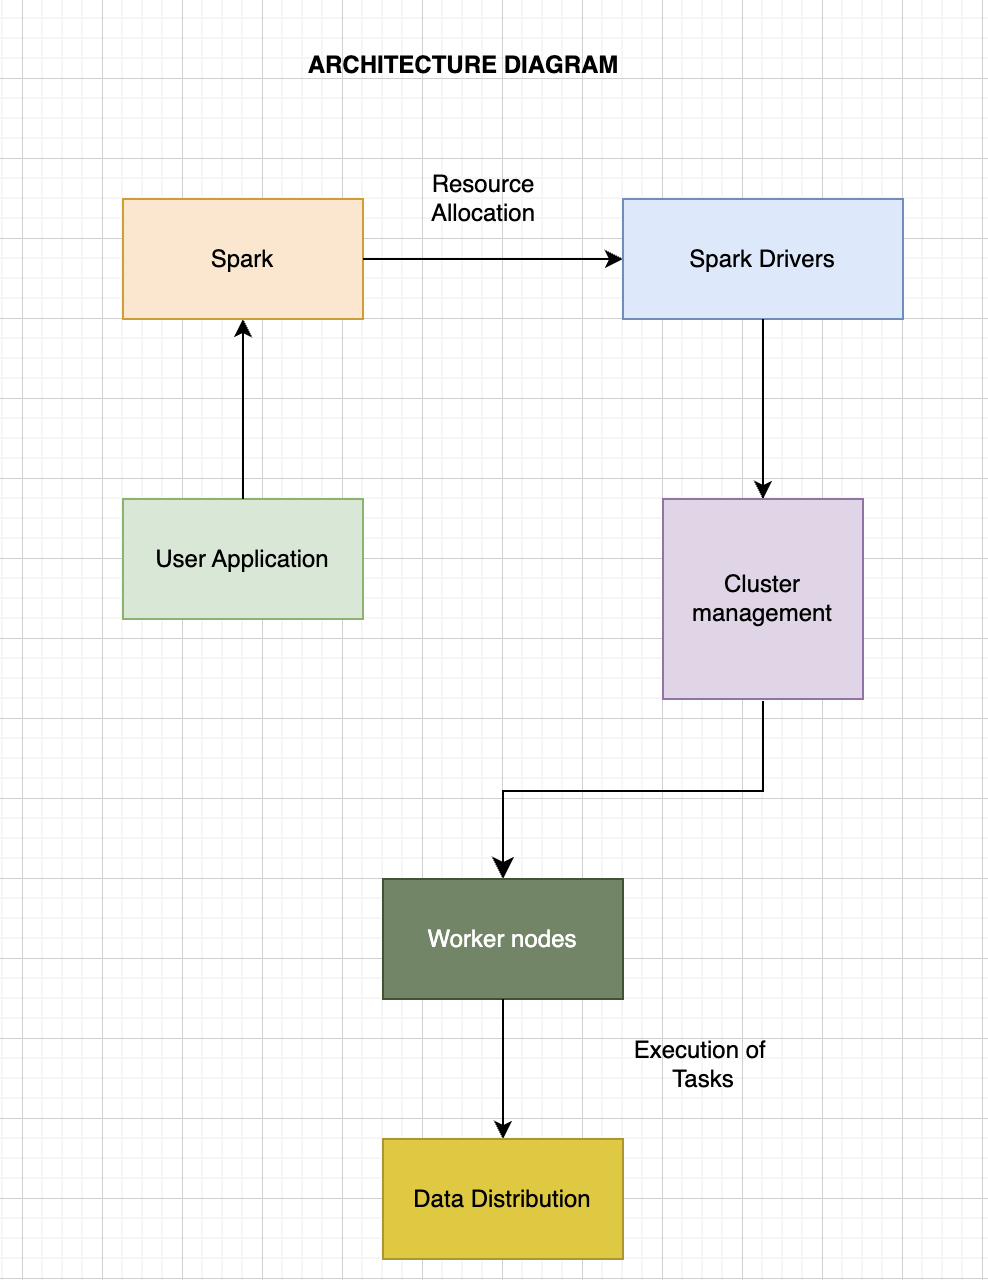 ARCHITECTURE DIAGRAM
Resource
Allocation
Spark
Spark Drivers
User Application
Cluster
management
Worker nodes
Execution of
Tasks
Data Distribution